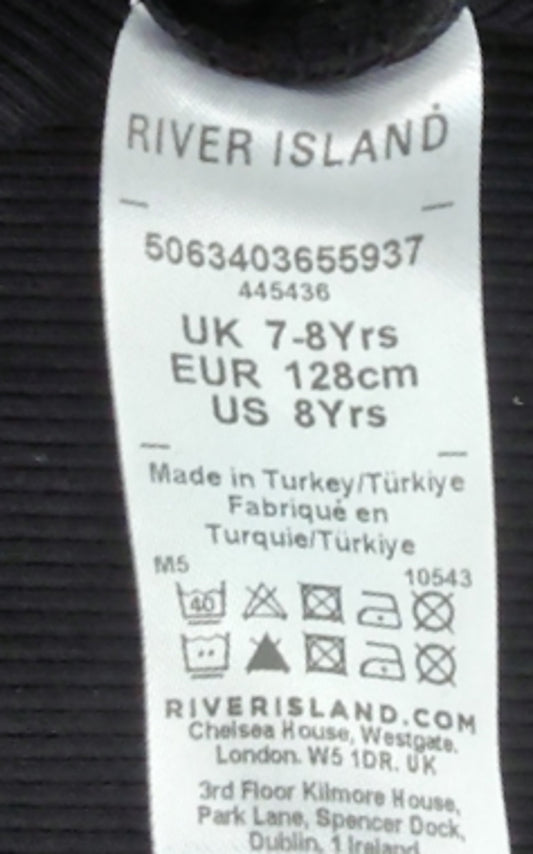 RIVER ISLAND
5063403655937
445436
UK 7-8Yrs
EUR 128cm
US 8Yrs
Made in Turkey/Türkiye
Fabriqué en
Turquie/Türkiye
M5
10543
40
RIVERISLAND.COM
Chelsea House, Westgate.
London. W5 1DR. UK
3rd Floor Kilmore House,
Park Lane, Spencer Dock,
Dublin, 1 Ireland